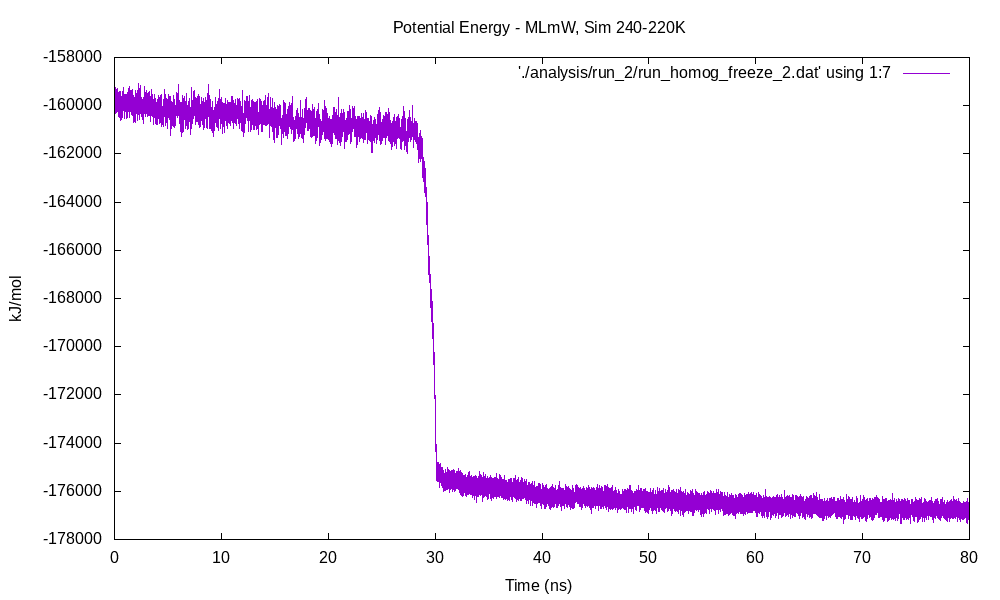 Potential Energy - MLmW, Sim 240-220K
'./analysis/run_2/run_homog_freeze_2.dat' using 1:7
-158000
-160000
-162000
-164000
-166000
-168000
-170000
-172000
-174000
-176000
-178000
kJ/mol
0 10 20 30 40 50 60 70 80
Time (ns)